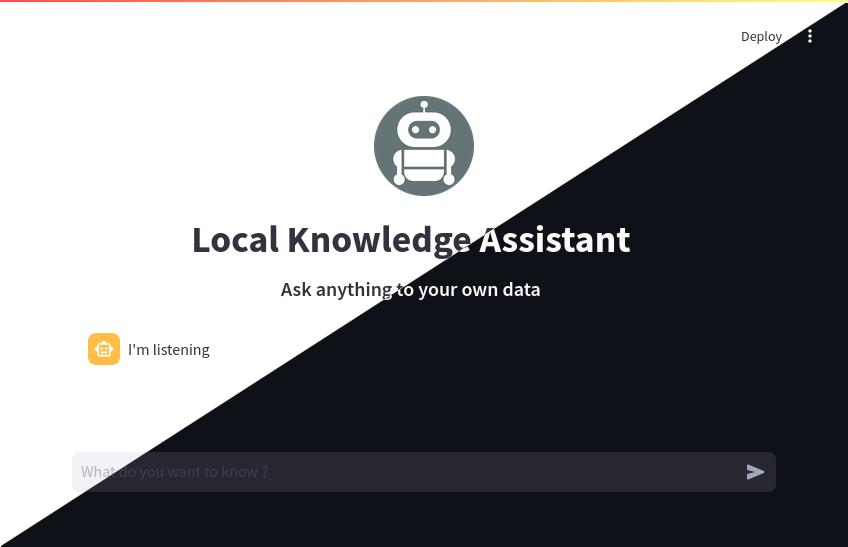 Deploy
Local Knowledge Assistant
Ask anything to your own data
I'm listening
What do you want to know ?